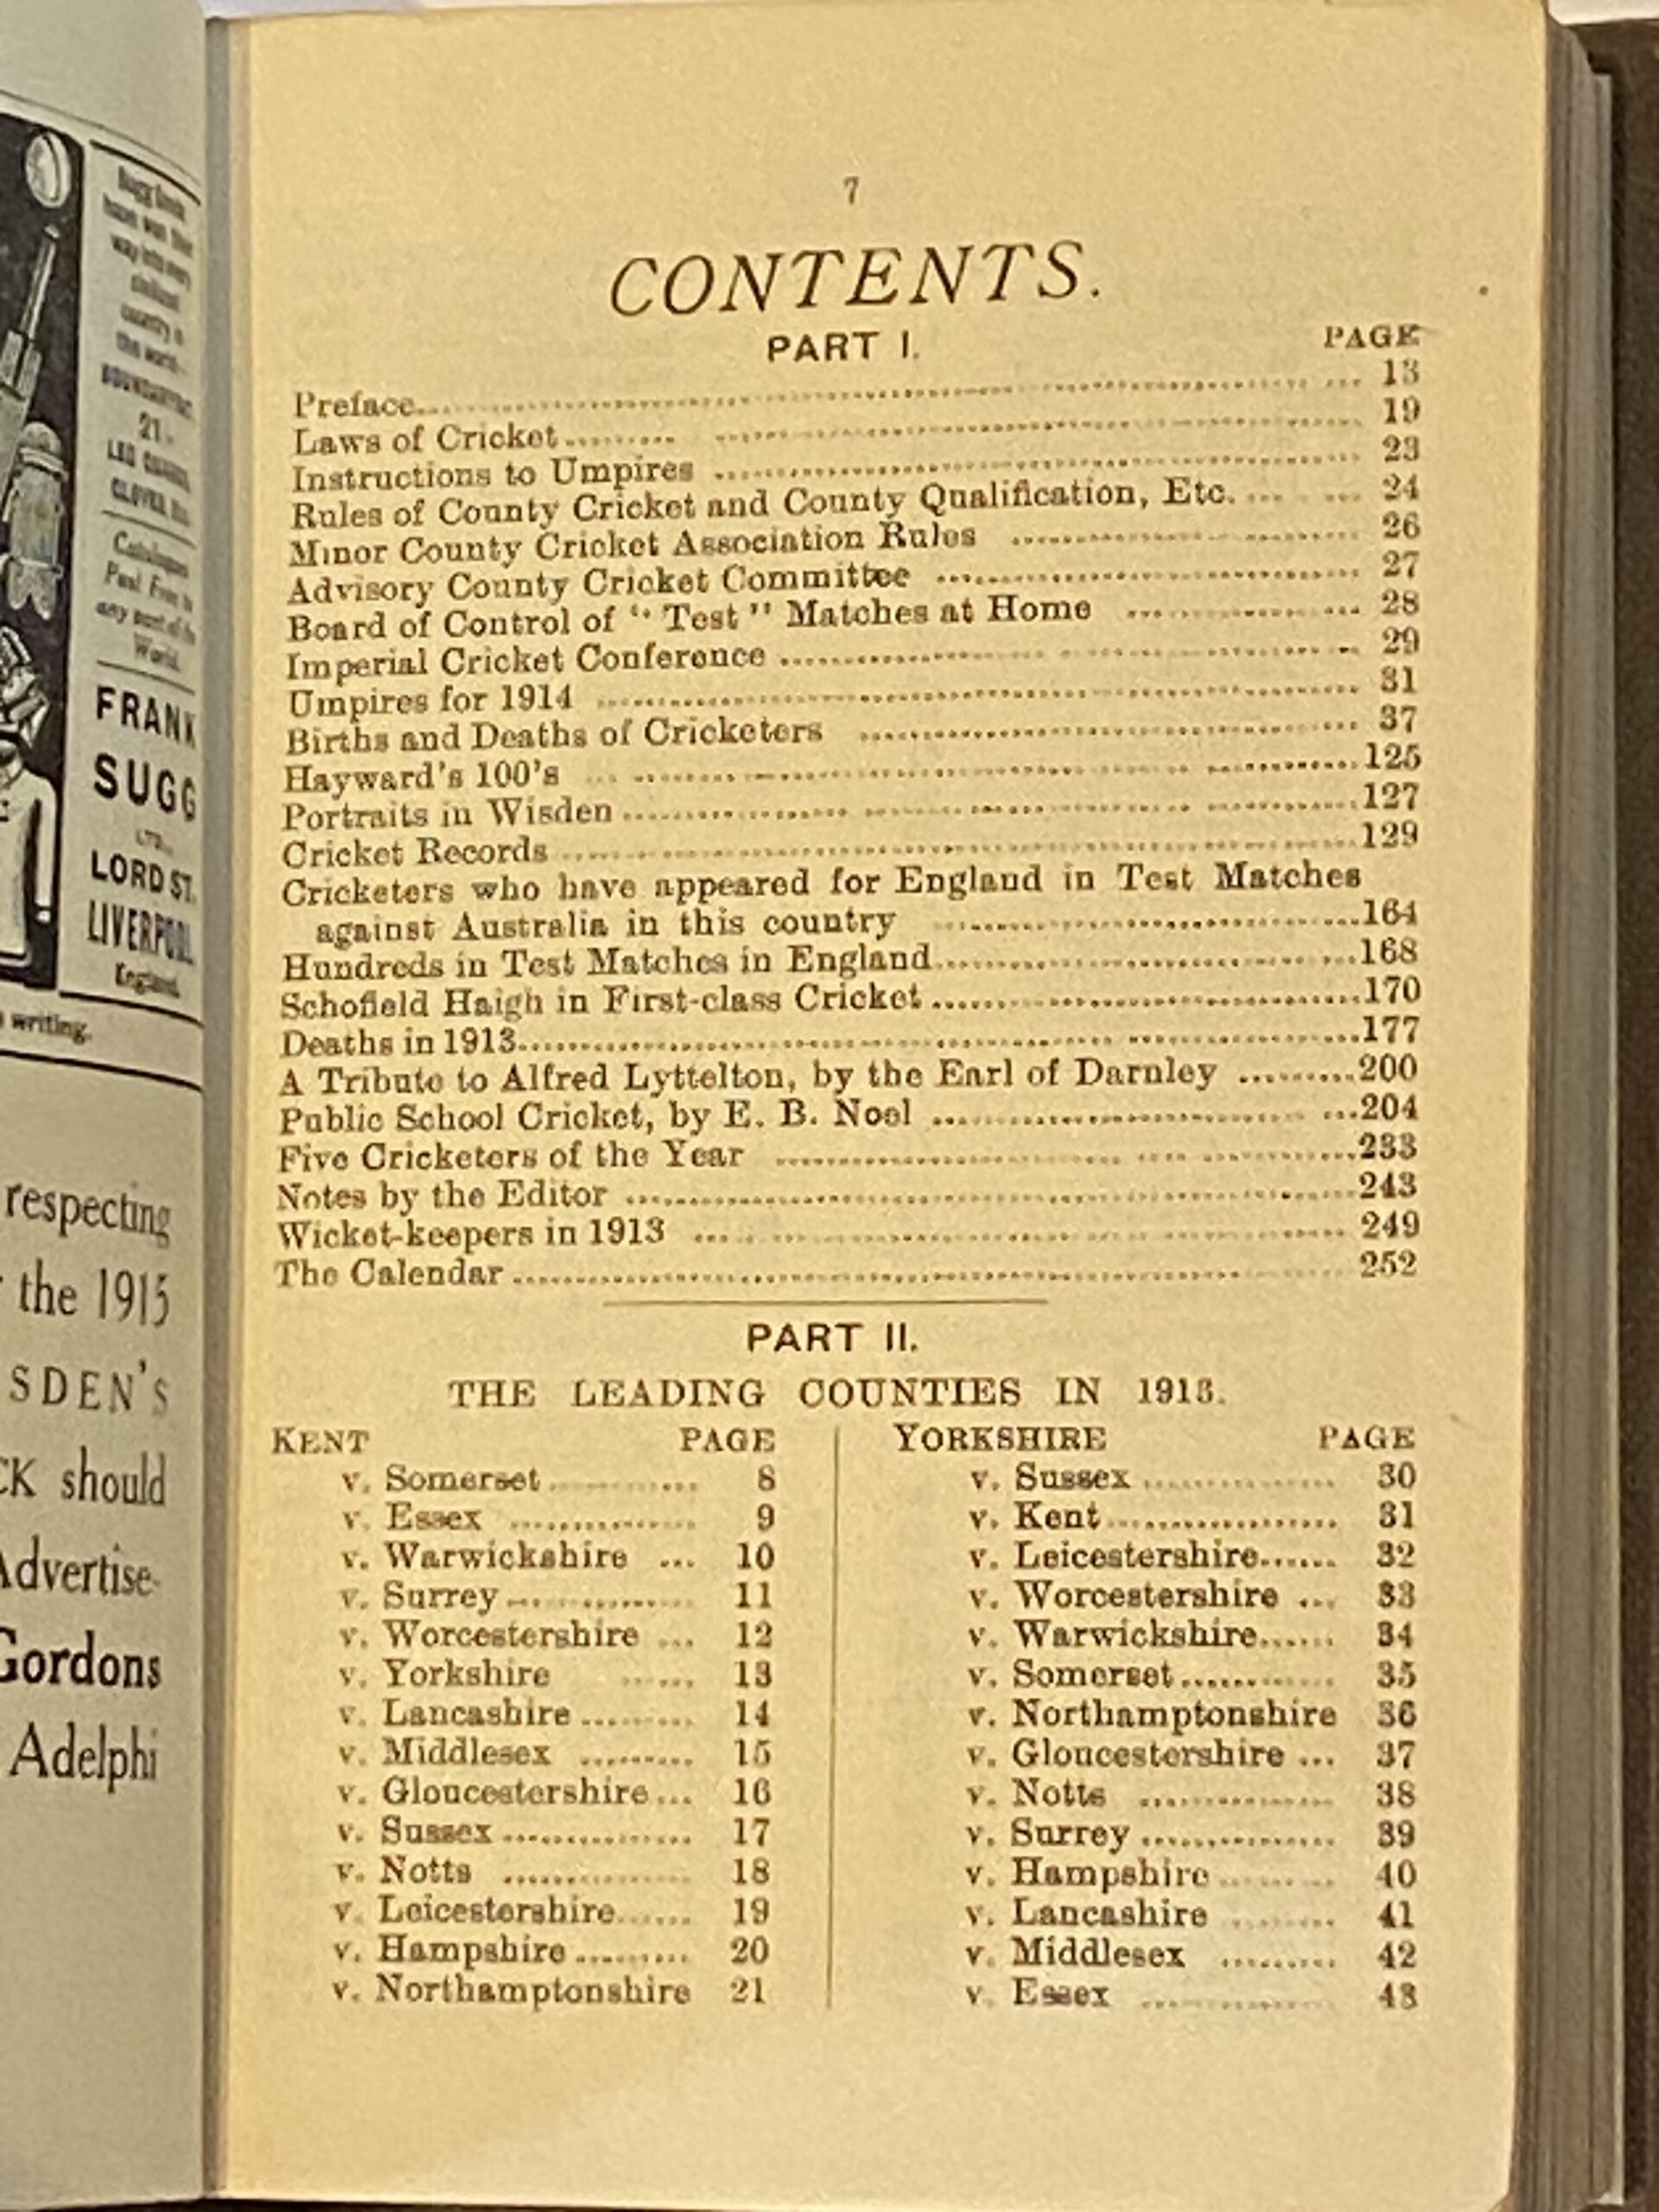 FRANK
SUGG
LTD.,
LORD ST.
LIVERPOOL
England.
writing.
respecting
the 1915
SDEN'S
CK should
Advertise-
Gordons
Adelphi
7
CONTENTS.
PART I.
PAGE
Preface 13
Laws of Cricket 19
Instructions to Umpires 23
Rules of County Cricket and County Qualification, Etc. 24
Minor County Cricket Association Rules 26
Advisory County Cricket Committee 27
Board of Control of "Test" Matches at Home 28
Imperial Cricket Conference 29
Umpires for 1914 31
Births and Deaths of Cricketers 37
Hayward's 100's 125
Portraits in Wisden 127
Cricket Records 129
Cricketers who have appeared for England in Test Matches
against Australia in this country 164
Hundreds in Test Matches in England 168
Schofield Haigh in First-class Cricket 170
Deaths in 1913 177
A Tribute to Alfred Lyttelton, by the Earl of Darnley 200
Public School Cricket, by E. B. Noel 204
Five Cricketers of the Year 233
Notes by the Editor 243
Wicket-keepers in 1913 249
The Calendar 252
PART II.
THE LEADING COUNTIES IN 1913.
KENT PAGE
v. Somerset 8
v. Essex 9
v. Warwickshire 10
v. Surrey 11
v. Worcestershire 12
v. Yorkshire 13
v. Lancashire 14
v. Middlesex 15
v. Gloucestershire 16
v. Sussex 17
v. Notts 18
v. Leicestershire 19
v. Hampshire 20
v. Northamptonshire 21
YORKSHIRE PAGE
v. Sussex 30
v. Kent 31
v. Leicestershire 32
v. Worcestershire 33
v. Warwickshire 34
v. Somerset 35
v. Northamptonshire 36
v. Gloucestershire 37
v. Notts 38
v. Surrey 39
v. Hampshire 40
v. Lancashire 41
v. Middlesex 42
v. Essex 43